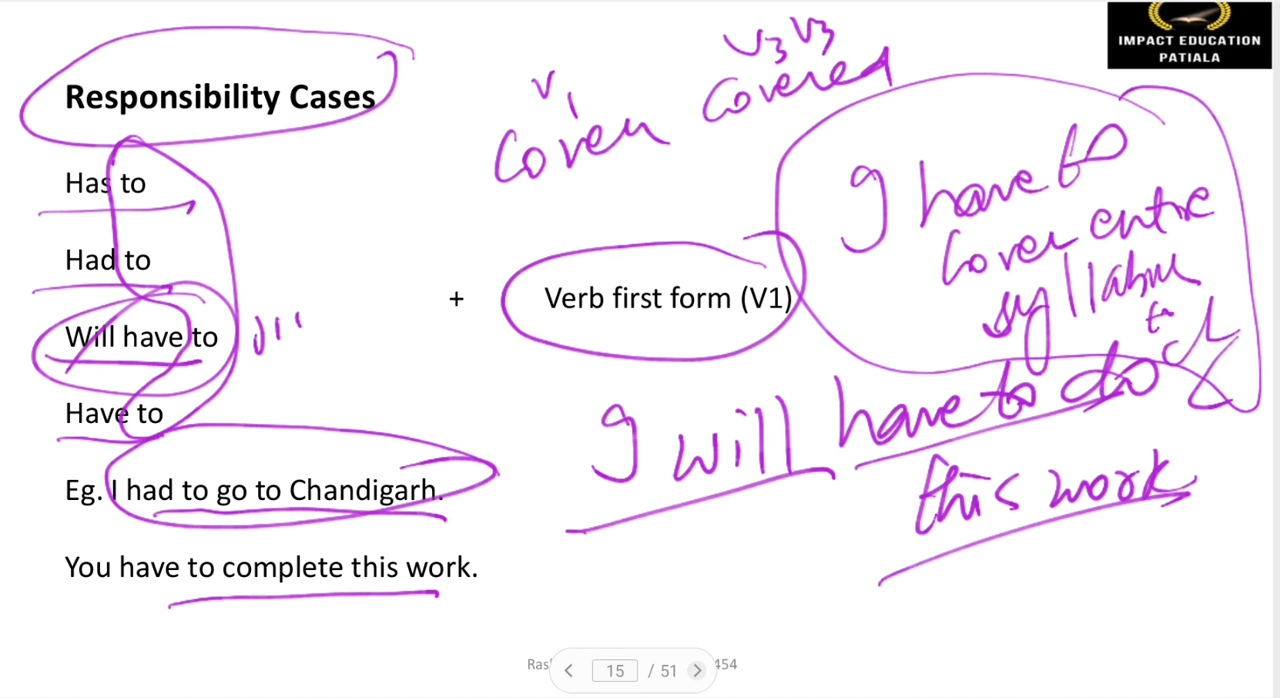 IMPACT EDUCATION
PATIALA
Responsibility Cases
V1
Cover
V3 V3
Covered
Has to
Had to
Will have to
Have to
+
Verb first form (V1)
I have to
Cover entire
syllabus
I will have to do
this work
Eg. I had to go to Chandigarh.
You have to complete this work.
15 / 51
454